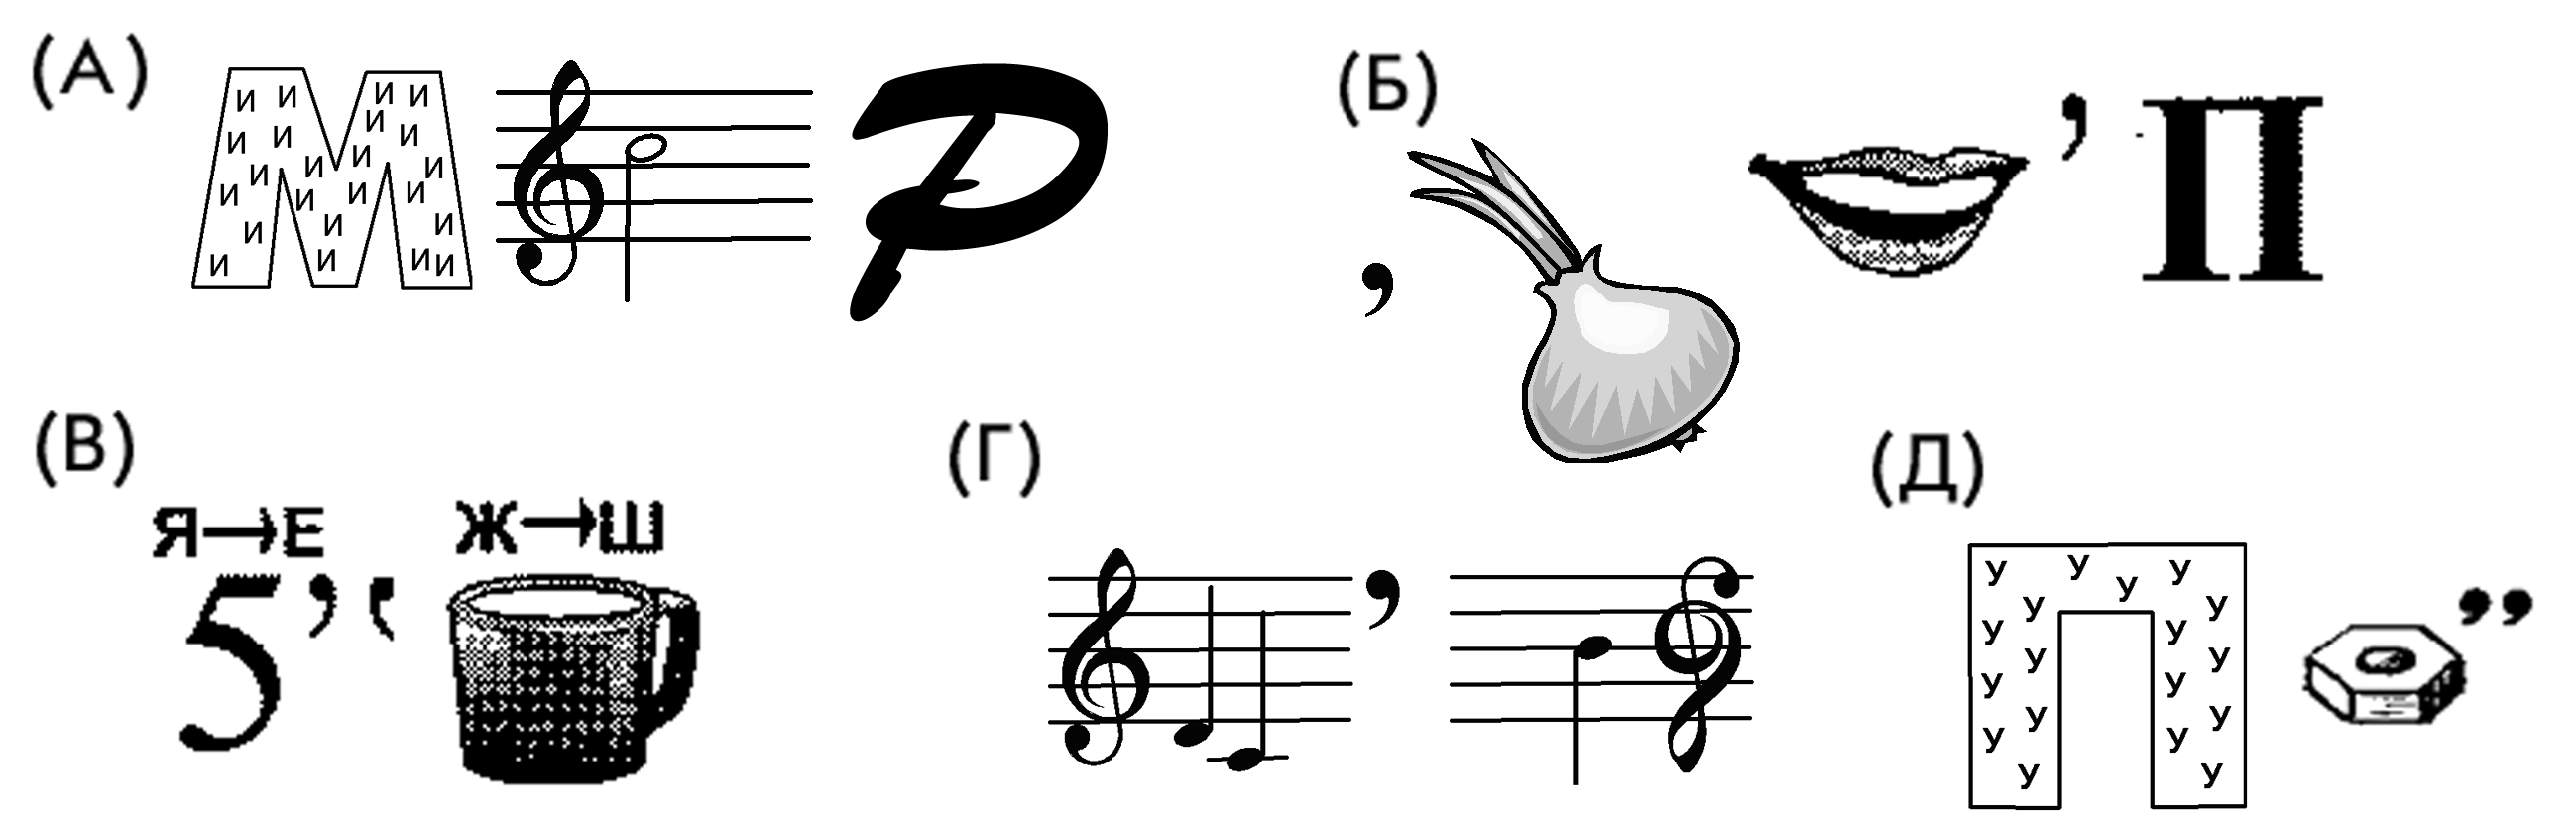 (А)
М
и и и и и и и и и и и и и и и и и и и и и и и
Р
(Б)
,
’
П
(В)
Я→Е Ж→Ш
5 ’ ‘
(Г)
’
(Д)
П
У У У У У У У У У У У У У У У У У У У
’’